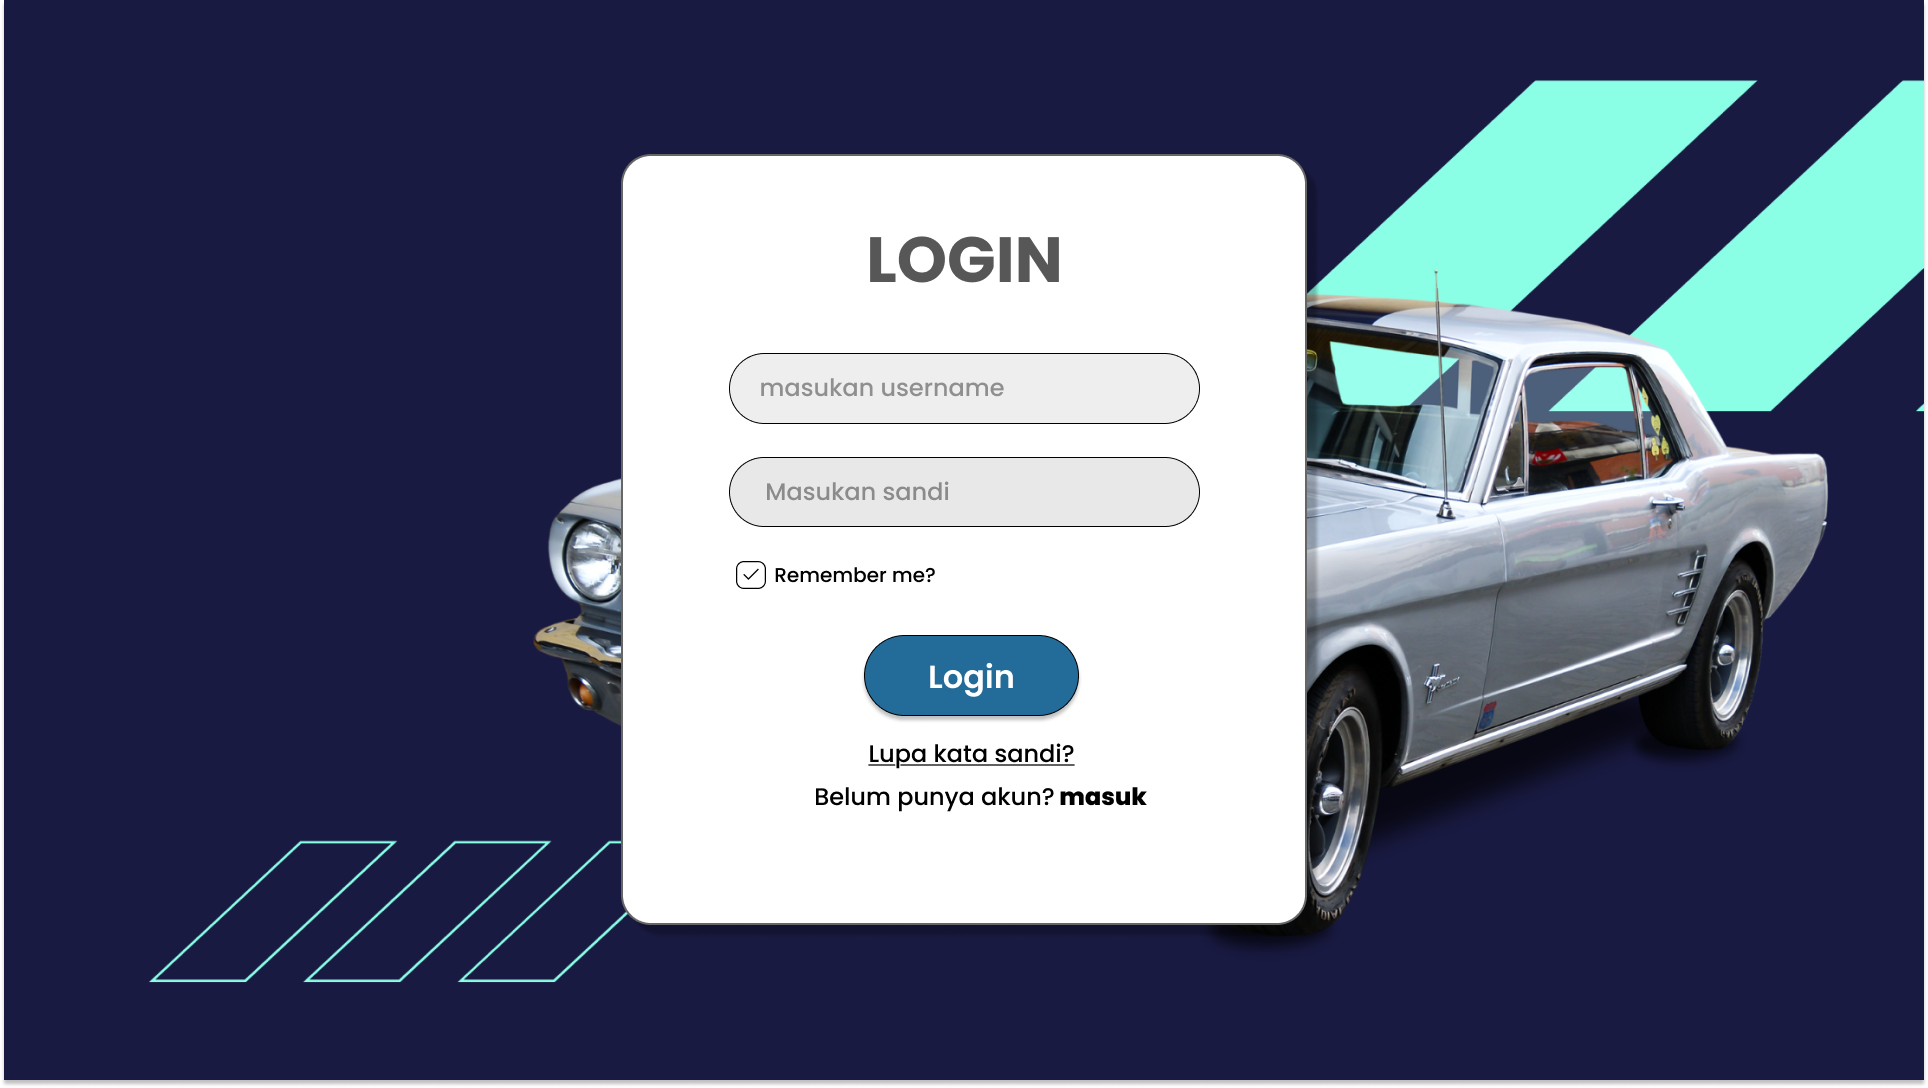 LOGIN
masukan username
Masukan sandi
Remember me?
Login
Lupa kata sandi?
Belum punya akun? masuk